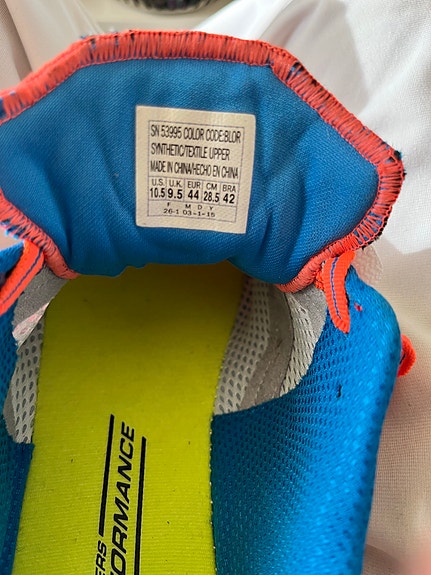 SN 53995 COLOR CODE:BLOR
SYNTHETIC/TEXTILE UPPER
MADE IN CHINA/HECHO EN CHINA
U.S. U.K. EUR CM BRA
10.5 9.5 44 28.5 42
F M D Y
26-1 03-1-15
ERS
FORMANCE